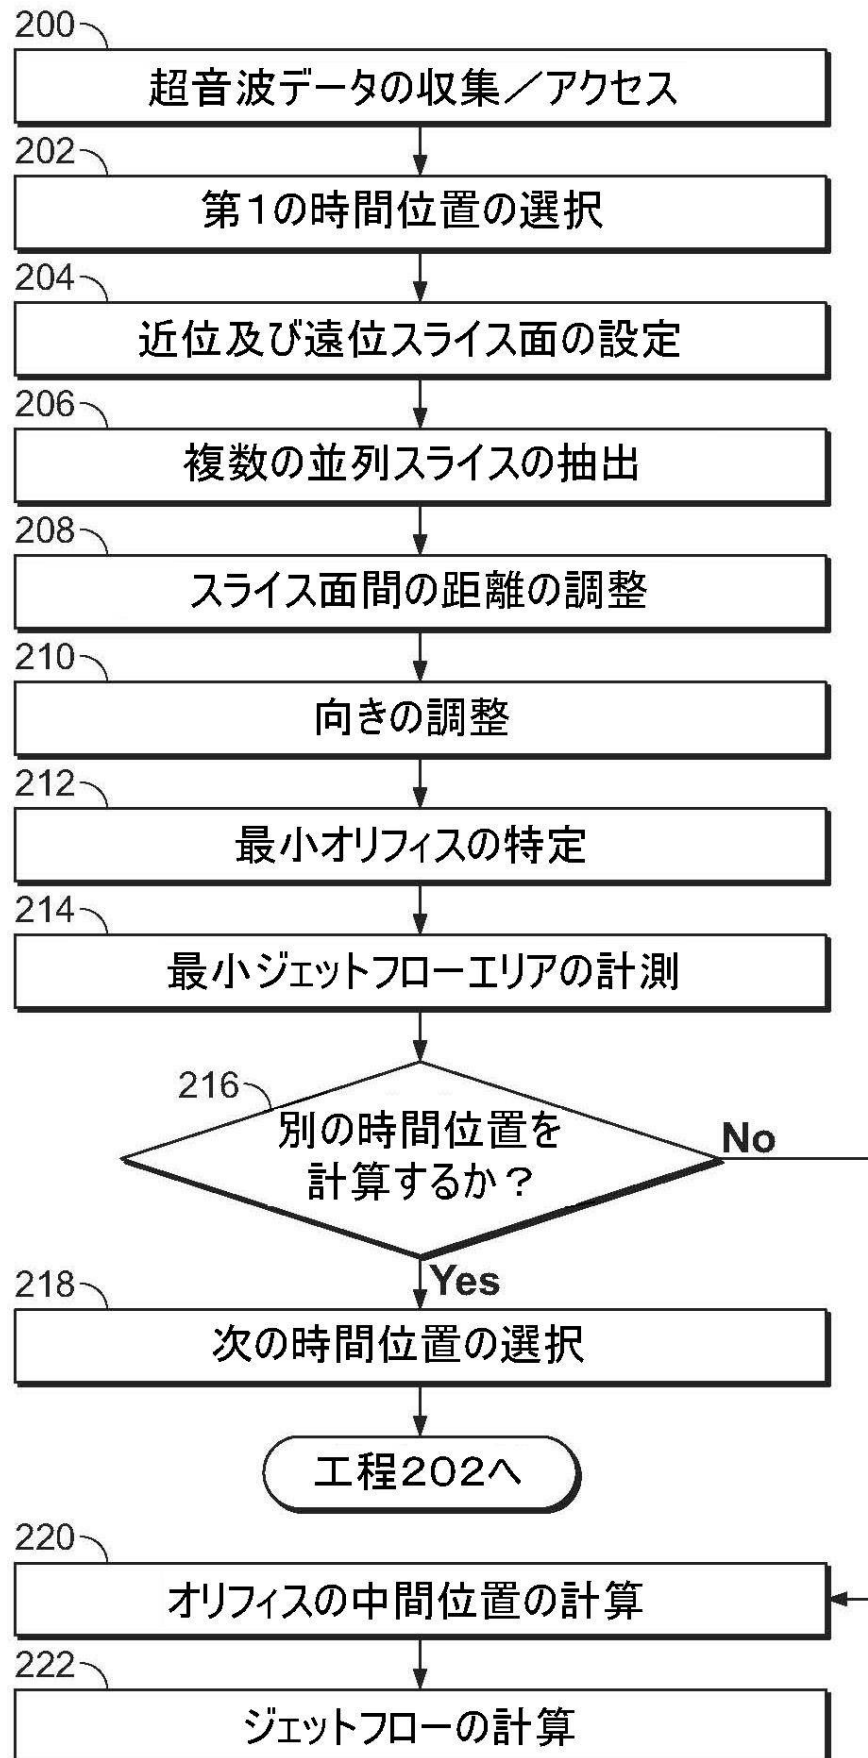 200
超音波データの収集／アクセス
202
第1の時間位置の選択
204
近位及び遠位スライス面の設定
206
複数の並列スライスの抽出
208
スライス面間の距離の調整
210
向きの調整
212
最小オリフィスの特定
214
最小ジェットフローエリアの計測
216
別の時間位置を
計算するか？
No
Yes
218
次の時間位置の選択
工程202へ
220
オリフィスの中間位置の計算
222
ジェットフローの計算